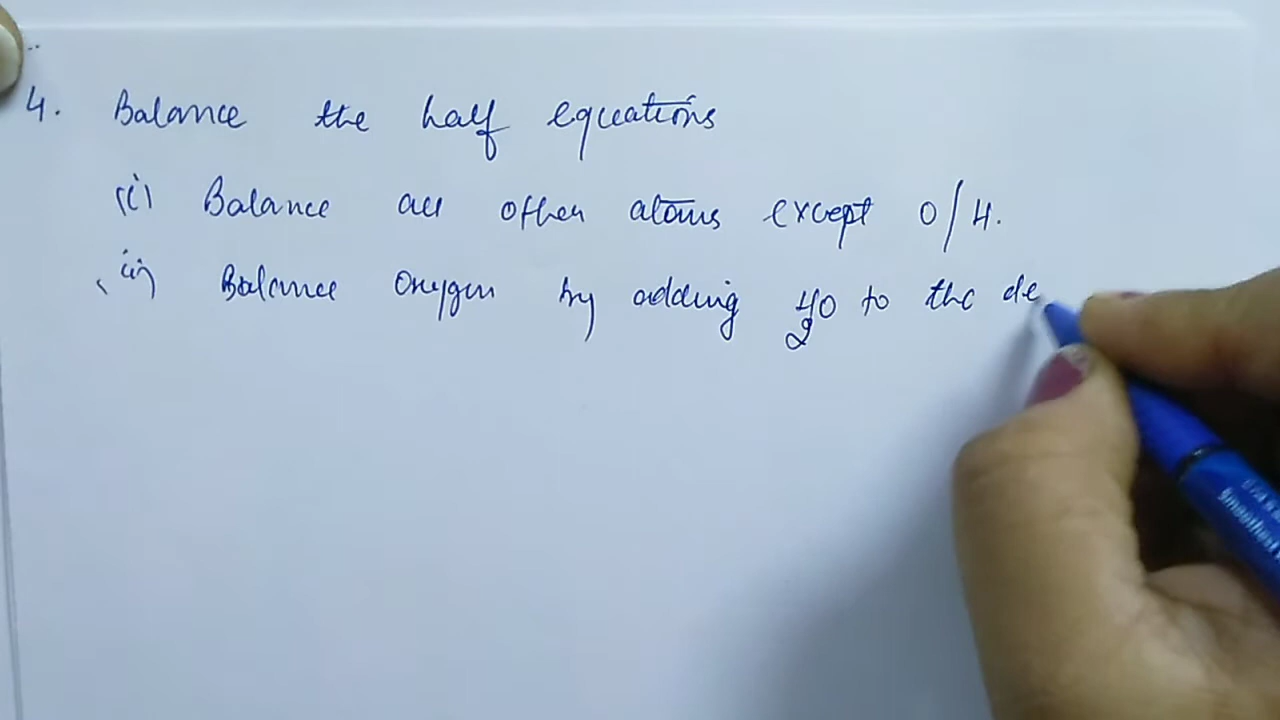 4. Balance the half equations
(i) Balance all other atoms except O/H.
(ii) Balance oxygen by adding H2O to the de